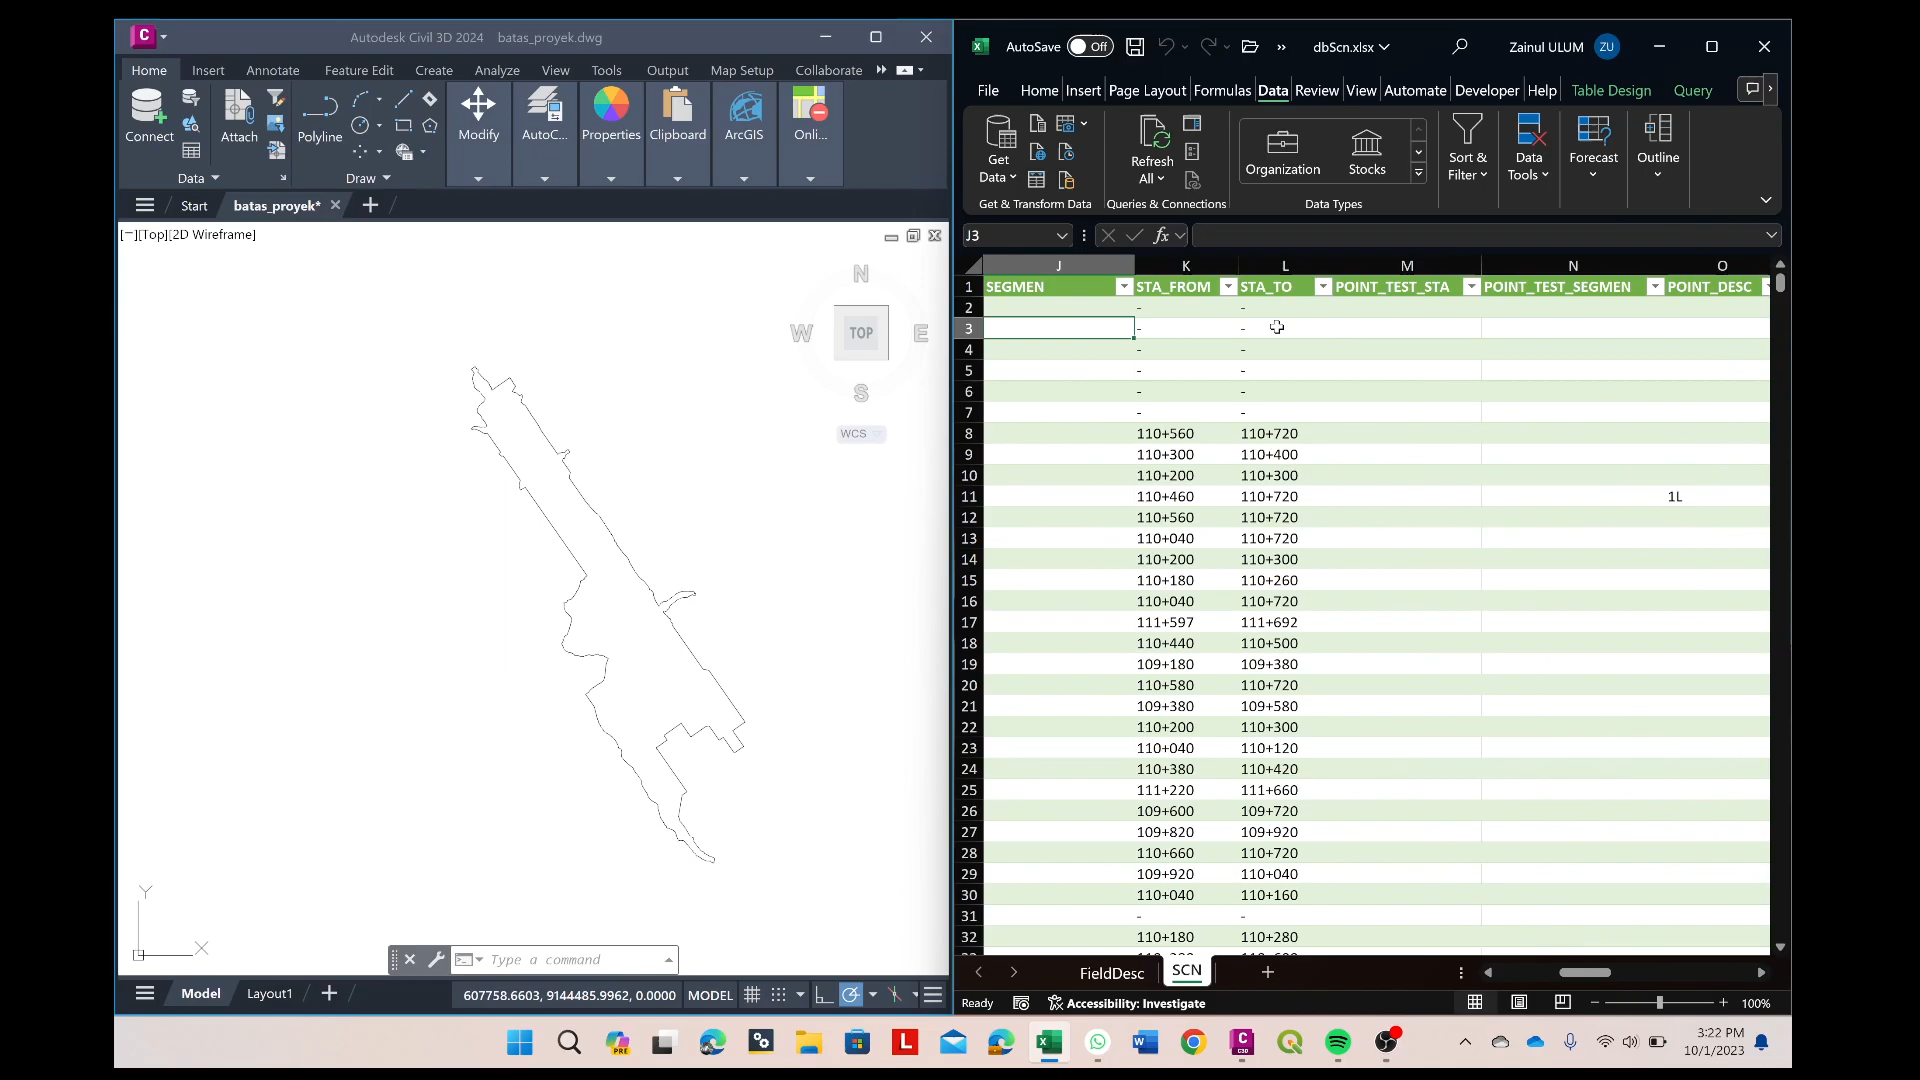 Autodesk Civil 3D 2024 batas_proyek.dwg
Home Insert Annotate Feature Edit Create Analyze View Tools Output Map Setup Collaborate
Connect Attach Polyline Modify AutoC... Properties Clipboard ArcGIS Onli...
Data Draw
Start batas_proyek*
[−][Top][2D Wireframe]
N
W TOP E
S
WCS
Y
X
Type a command
Model Layout1
607758.6603, 9144485.9962, 0.0000 MODEL
AutoSave Off dbScn.xlsx Zainul ULUM ZU
File Home Insert Page Layout Formulas Data Review View Automate Developer Help Table Design Query
Get Data Refresh All Organization Stocks Sort & Filter Data Tools Forecast Outline
Get & Transform Data Queries & Connections Data Types
J3 fx
J K L M N O
1 SEGMEN STA_FROM STA_TO POINT_TEST_STA POINT_TEST_SEGMEN POINT_DESC
2 - -
3 - -
4 - -
5 - -
6 - -
7 - -
8 110+560 110+720
9 110+300 110+400
10 110+200 110+300
11 110+460 110+720 1L
12 110+560 110+720
13 110+040 110+720
14 110+200 110+300
15 110+180 110+260
16 110+040 110+720
17 111+597 111+692
18 110+440 110+500
19 109+180 109+380
20 110+580 110+720
21 109+380 109+580
22 110+200 110+300
23 110+040 110+120
24 110+380 110+420
25 111+220 111+660
26 109+600 109+720
27 109+820 109+920
28 110+660 110+720
29 109+920 110+040
30 110+040 110+160
31 - -
32 110+180 110+280
FieldDesc SCN
Ready Accessibility: Investigate 100%
3:22 PM
10/1/2023